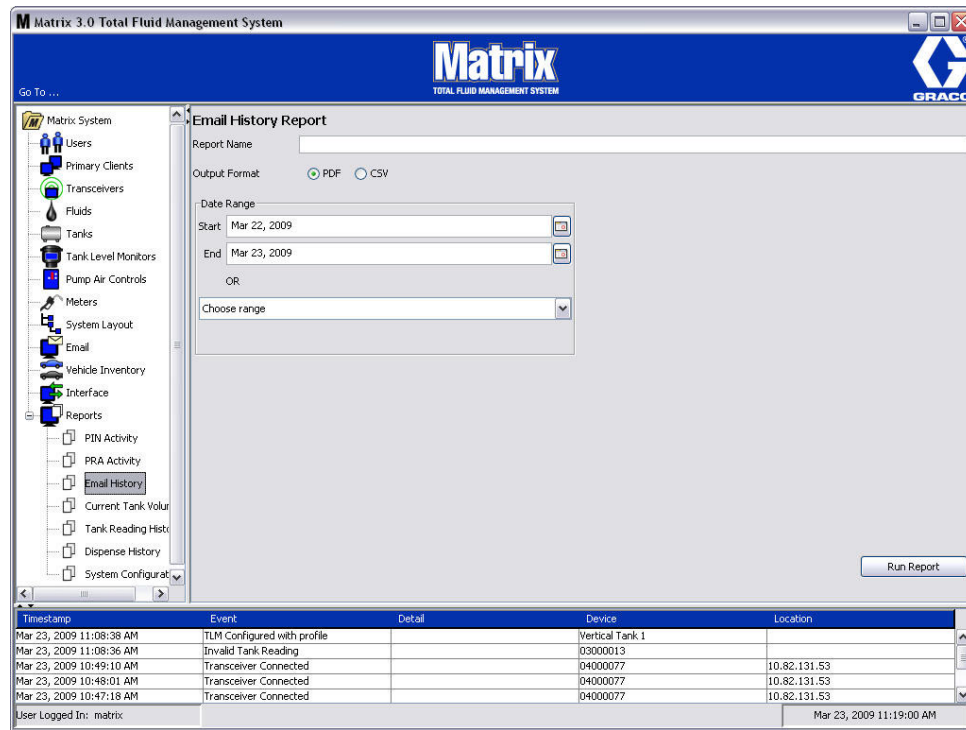 Matrix 3.0 Total Fluid Management System
Matrix
TOTAL FLUID MANAGEMENT SYSTEM
GRACO
Go To ...
Matrix System
Users
Primary Clients
Transceivers
Fluids
Tanks
Tank Level Monitors
Pump Air Controls
Meters
System Layout
Email
Vehicle Inventory
Interface
Reports
PIN Activity
PRA Activity
Email History
Current Tank Volur
Tank Reading Histo
Dispense History
System Configurat
Email History Report
Report Name
Output Format PDF CSV
Date Range
Start Mar 22, 2009
End Mar 23, 2009
OR
Choose range
Run Report
Timestamp Event Detail Device Location
Mar 23, 2009 11:08:38 AM TLM Configured with profile Vertical Tank 1
Mar 23, 2009 11:08:36 AM Invalid Tank Reading 03000013
Mar 23, 2009 10:49:10 AM Transceiver Connected 04000077 10.82.131.53
Mar 23, 2009 10:48:01 AM Transceiver Connected 04000077 10.82.131.53
Mar 23, 2009 10:47:18 AM Transceiver Connected 04000077 10.82.131.53
User Logged In: matrix Mar 23, 2009 11:19:00 AM